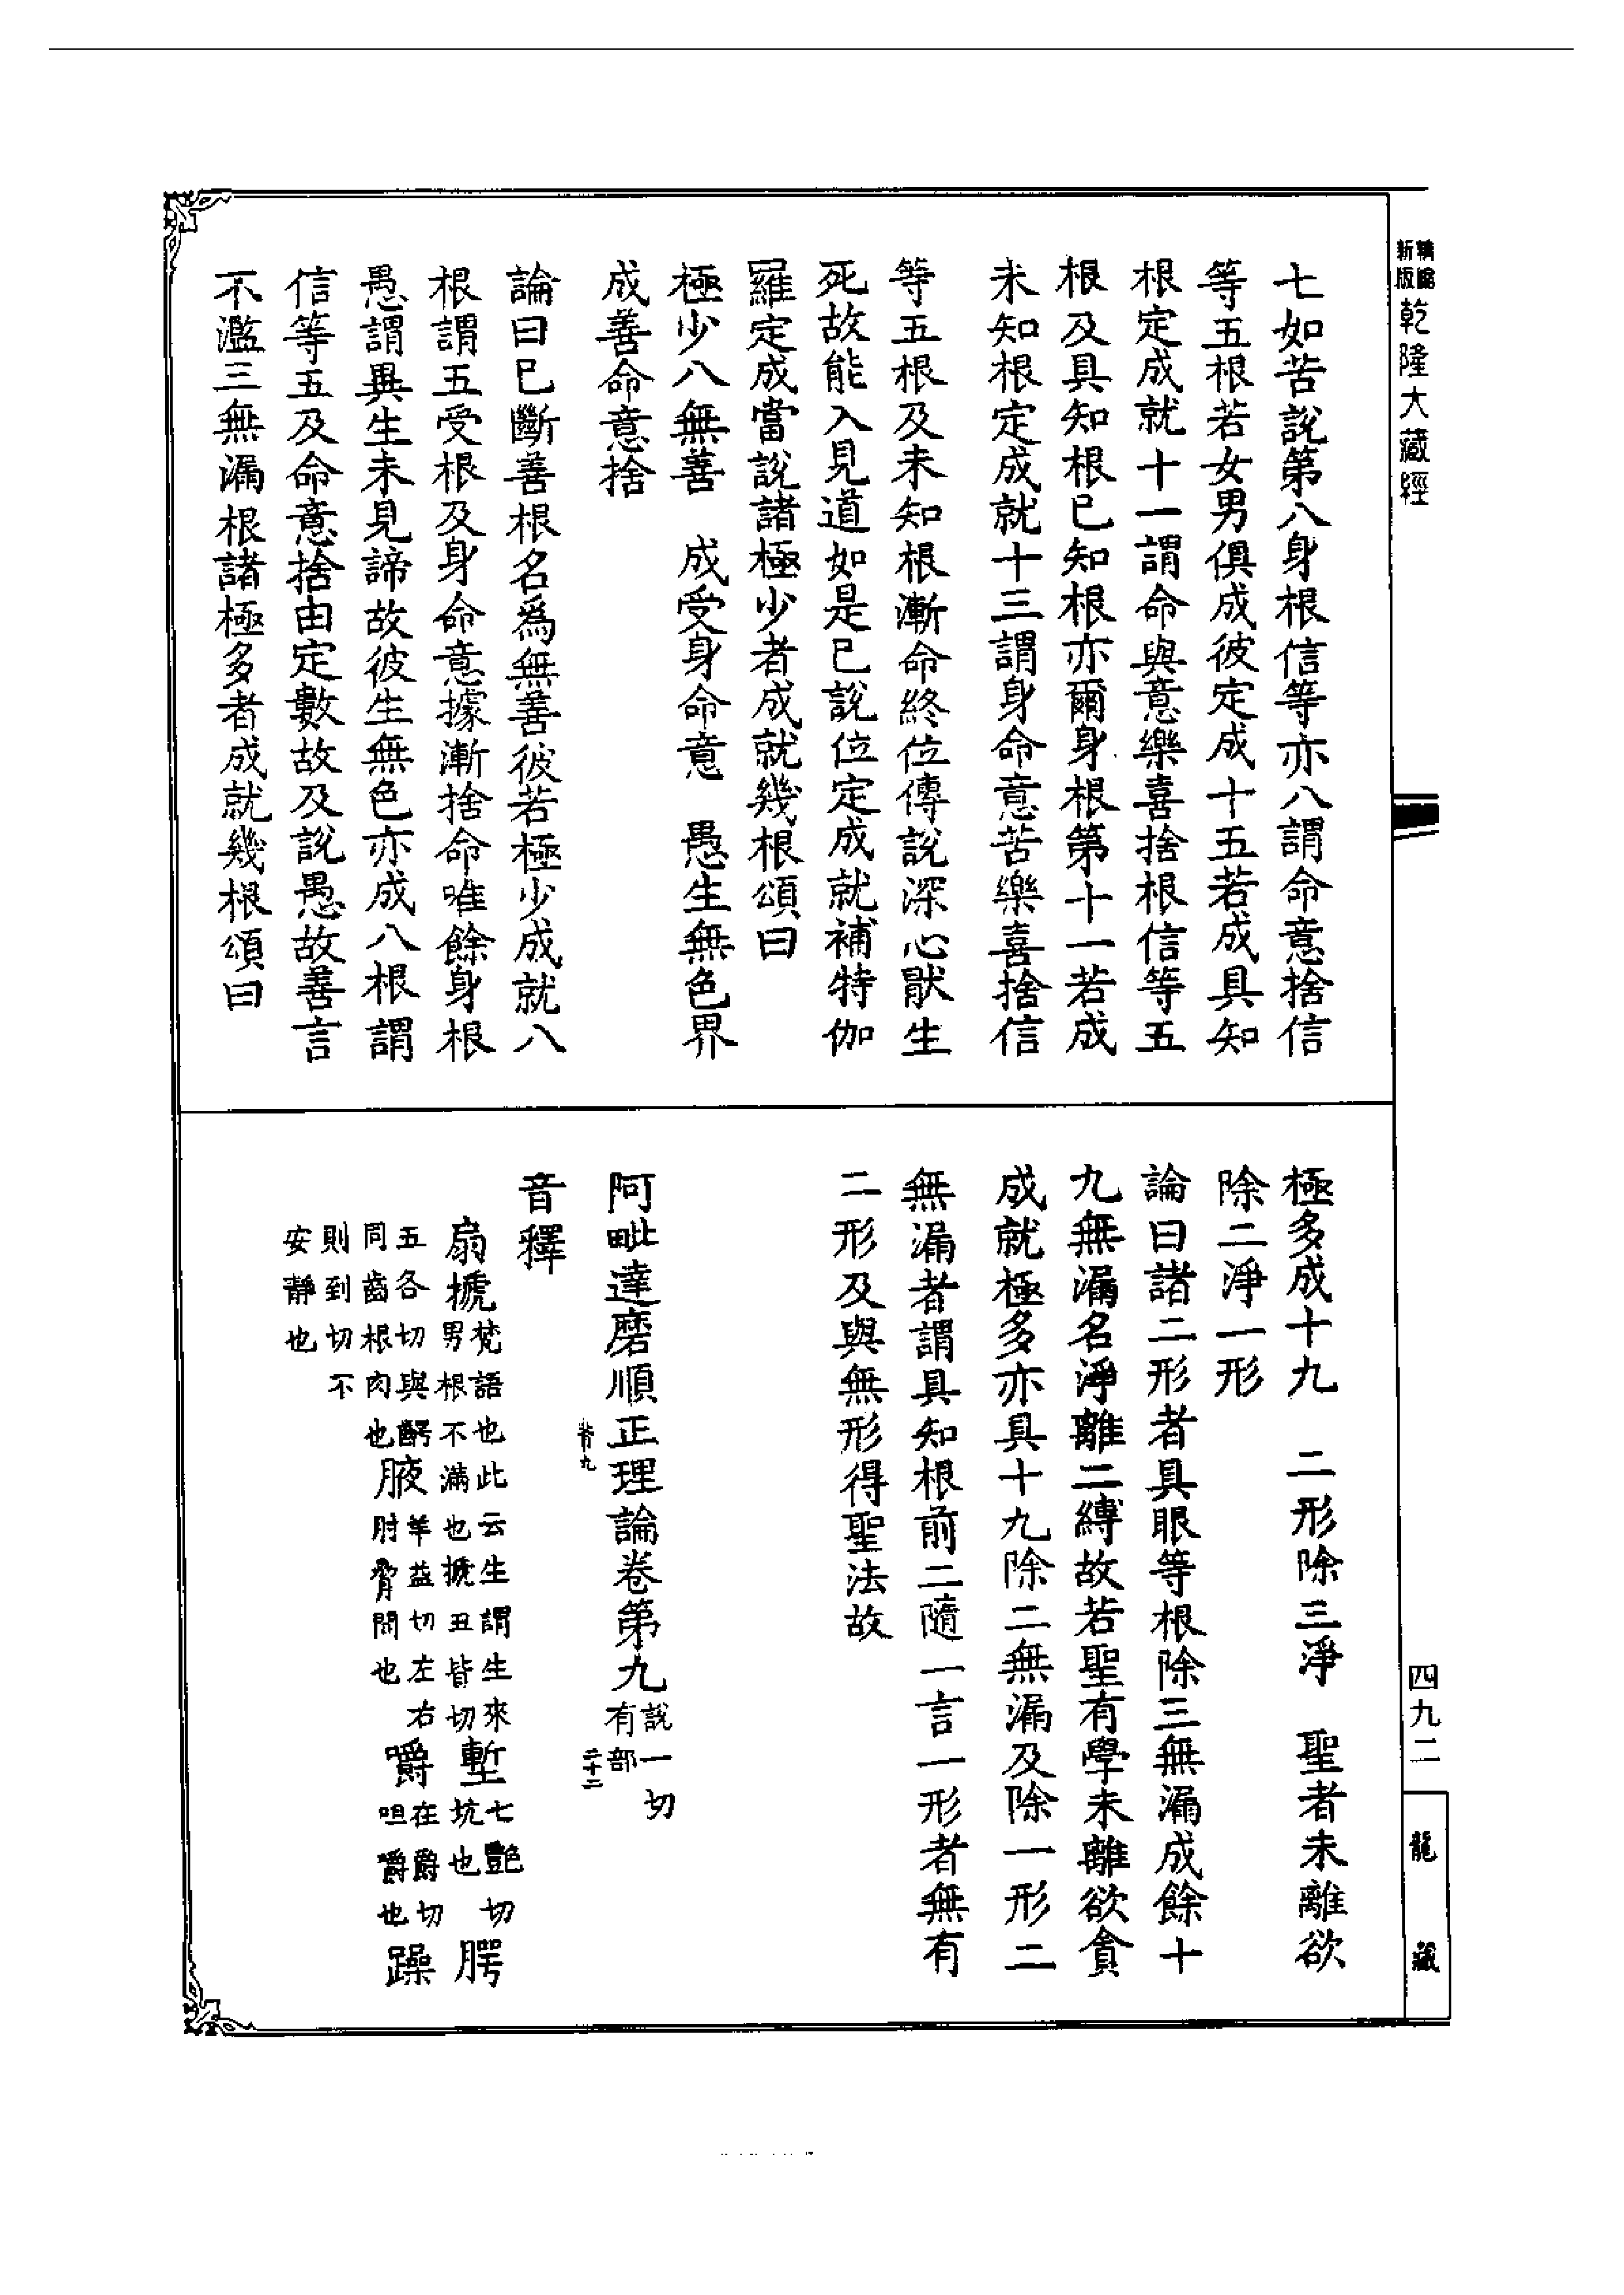 新版
乾隆大藏經
七如苦說第八身根信等亦八謂命意捨信
等五根若女男俱成彼定成十五若成具知
根定成就十一謂命與意樂喜捨根信等五
根及具知根已知根亦爾身根第十一若成
未知根定成就十三謂身命意苦樂喜捨信
等五根及未知根漸命終位傳說深心厭生
死故能入見道如是已說位定成就補特伽
羅定成當說諸極少者成就幾根頌曰
極少八無善　成受身命意　愚生無色界
成善命意捨
論曰已斷善根名為無善彼若極少成就八
根謂五受根及身命意據漸捨命唯餘身根
愚謂異生未見諦故彼生無色亦成八根謂
信等五及命意捨由定數故及說愚故善言
不濫三無漏根諸極多者成就幾根頌曰
極多成十九　二形除三淨　聖者未離欲
除二淨一形
論曰諸二形者具眼等根除三無漏成餘十
九無漏名淨離二縛故若聖有學未離欲貪
成就極多亦具十九除二無漏及除一形二
無漏者謂具知根前二隨一言一形者無有
二形及與無形得聖法故
阿毗達磨順正理論卷第九 說一切有部
二十二
音釋
扇搋 梵語也此云生謂生來男根不滿也搋丑皆切 塹 七豔切坑也 腭
五各切與齶同齒根肉也 腋 羊益切左右肘脅間也 嚼 在爵切咀嚼也 躁
則到切不安靜也
四九二
龍藏